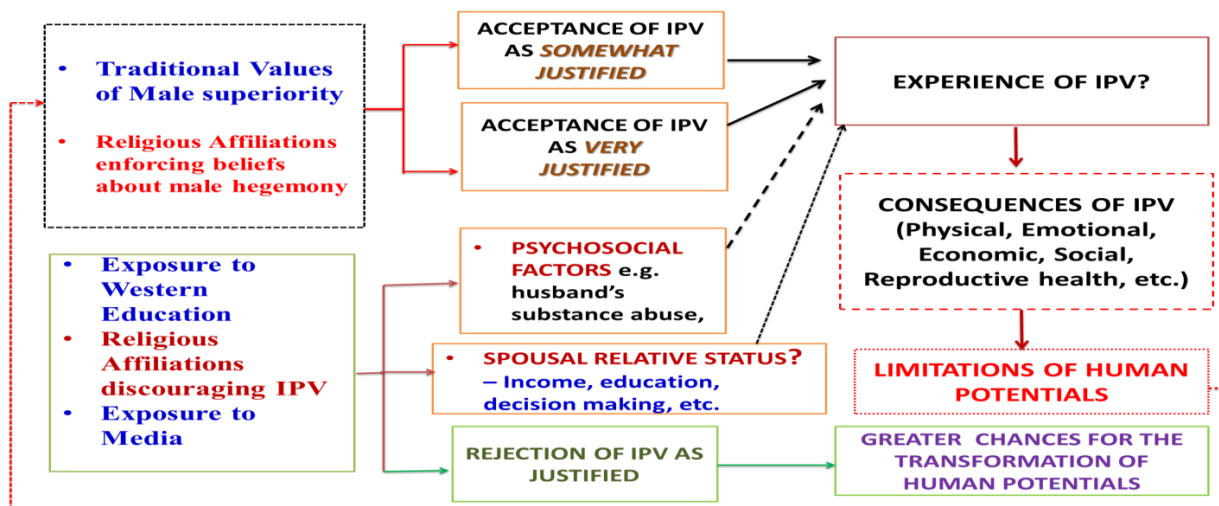 • Traditional Values
of Male superiority
• Religious Affiliations
enforcing beliefs
about male hegemony
• Exposure to
Western
Education
• Religious
Affiliations
discouraging IPV
• Exposure to
Media
ACCEPTANCE OF IPV
AS SOMEWHAT
JUSTIFIED
ACCEPTANCE OF IPV
AS VERY
JUSTIFIED
• PSYCHOSOCIAL
FACTORS e.g.
husband's
substance abuse,
• SPOUSAL RELATIVE STATUS?
– Income, education,
decision making, etc.
REJECTION OF IPV AS
JUSTIFIED
EXPERIENCE OF IPV?
CONSEQUENCES OF IPV
(Physical, Emotional,
Economic, Social,
Reproductive health, etc.)
LIMITATIONS OF HUMAN
POTENTIALS
GREATER CHANCES FOR THE
TRANSFORMATION OF
HUMAN POTENTIALS